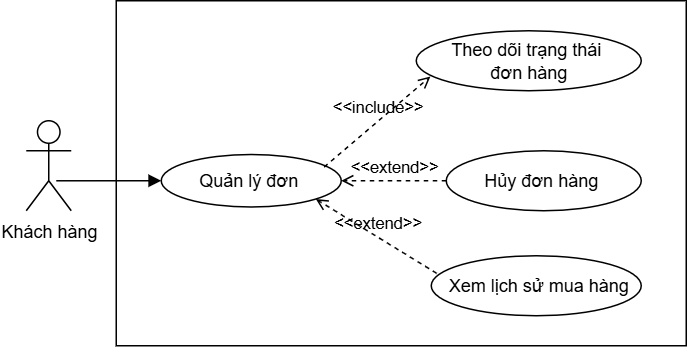 Theo dõi trạng thái
đơn hàng
<<include>>
Quản lý đơn
<<extend>>
Hủy đơn hàng
Khách hàng
<<extend>>
Xem lịch sử mua hàng